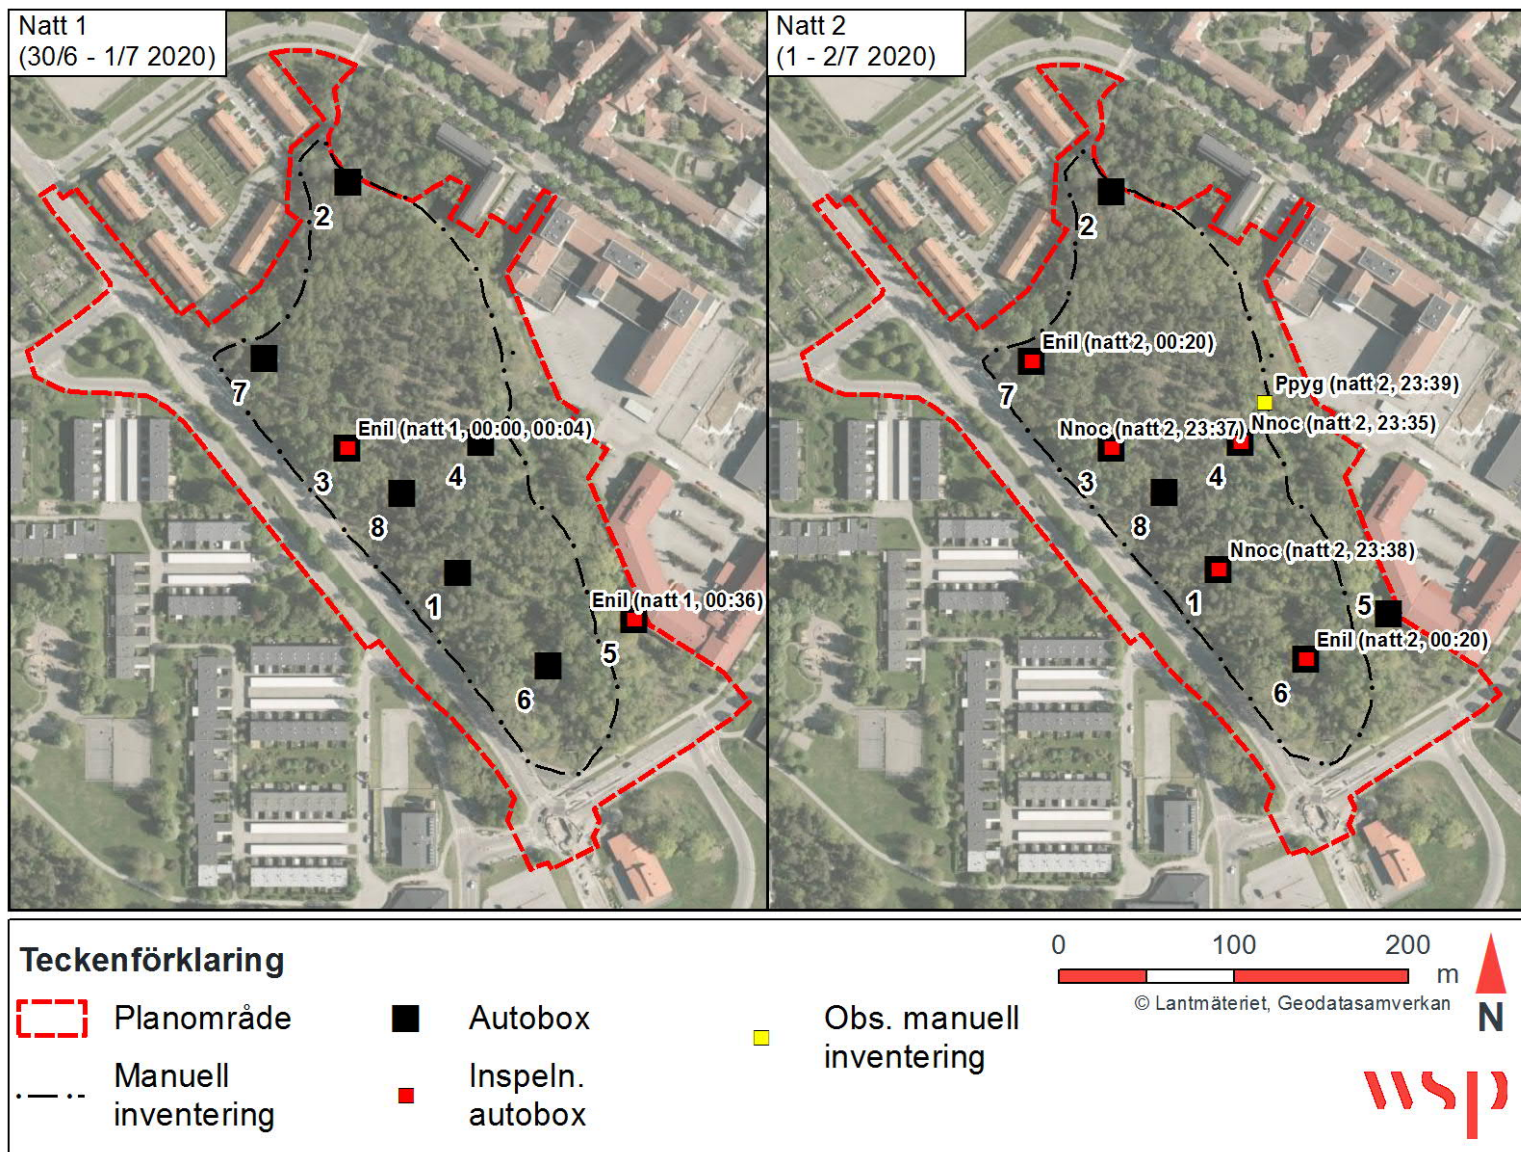 Natt 1
(30/6 - 1/7 2020)
2
7
Enil (natt 1, 00:00, 00:04)
3
4
8
1
Enil (natt 1, 00:36)
5
6
Natt 2
(1 - 2/7 2020)
2
Enil (natt 2, 00:20)
7
Ppyg (natt 2, 23:39)
Nnoc (natt 2, 23:37)
Nnoc (natt 2, 23:35)
3
4
8
Nnoc (natt 2, 23:38)
1
5
Enil (natt 2, 00:20)
6
Teckenförklaring
Planområde
Manuell
inventering
Autobox
Inspeln.
autobox
Obs. manuell
inventering
0 100 200 m
© Lantmäteriet, Geodatasamverkan
N
wsp